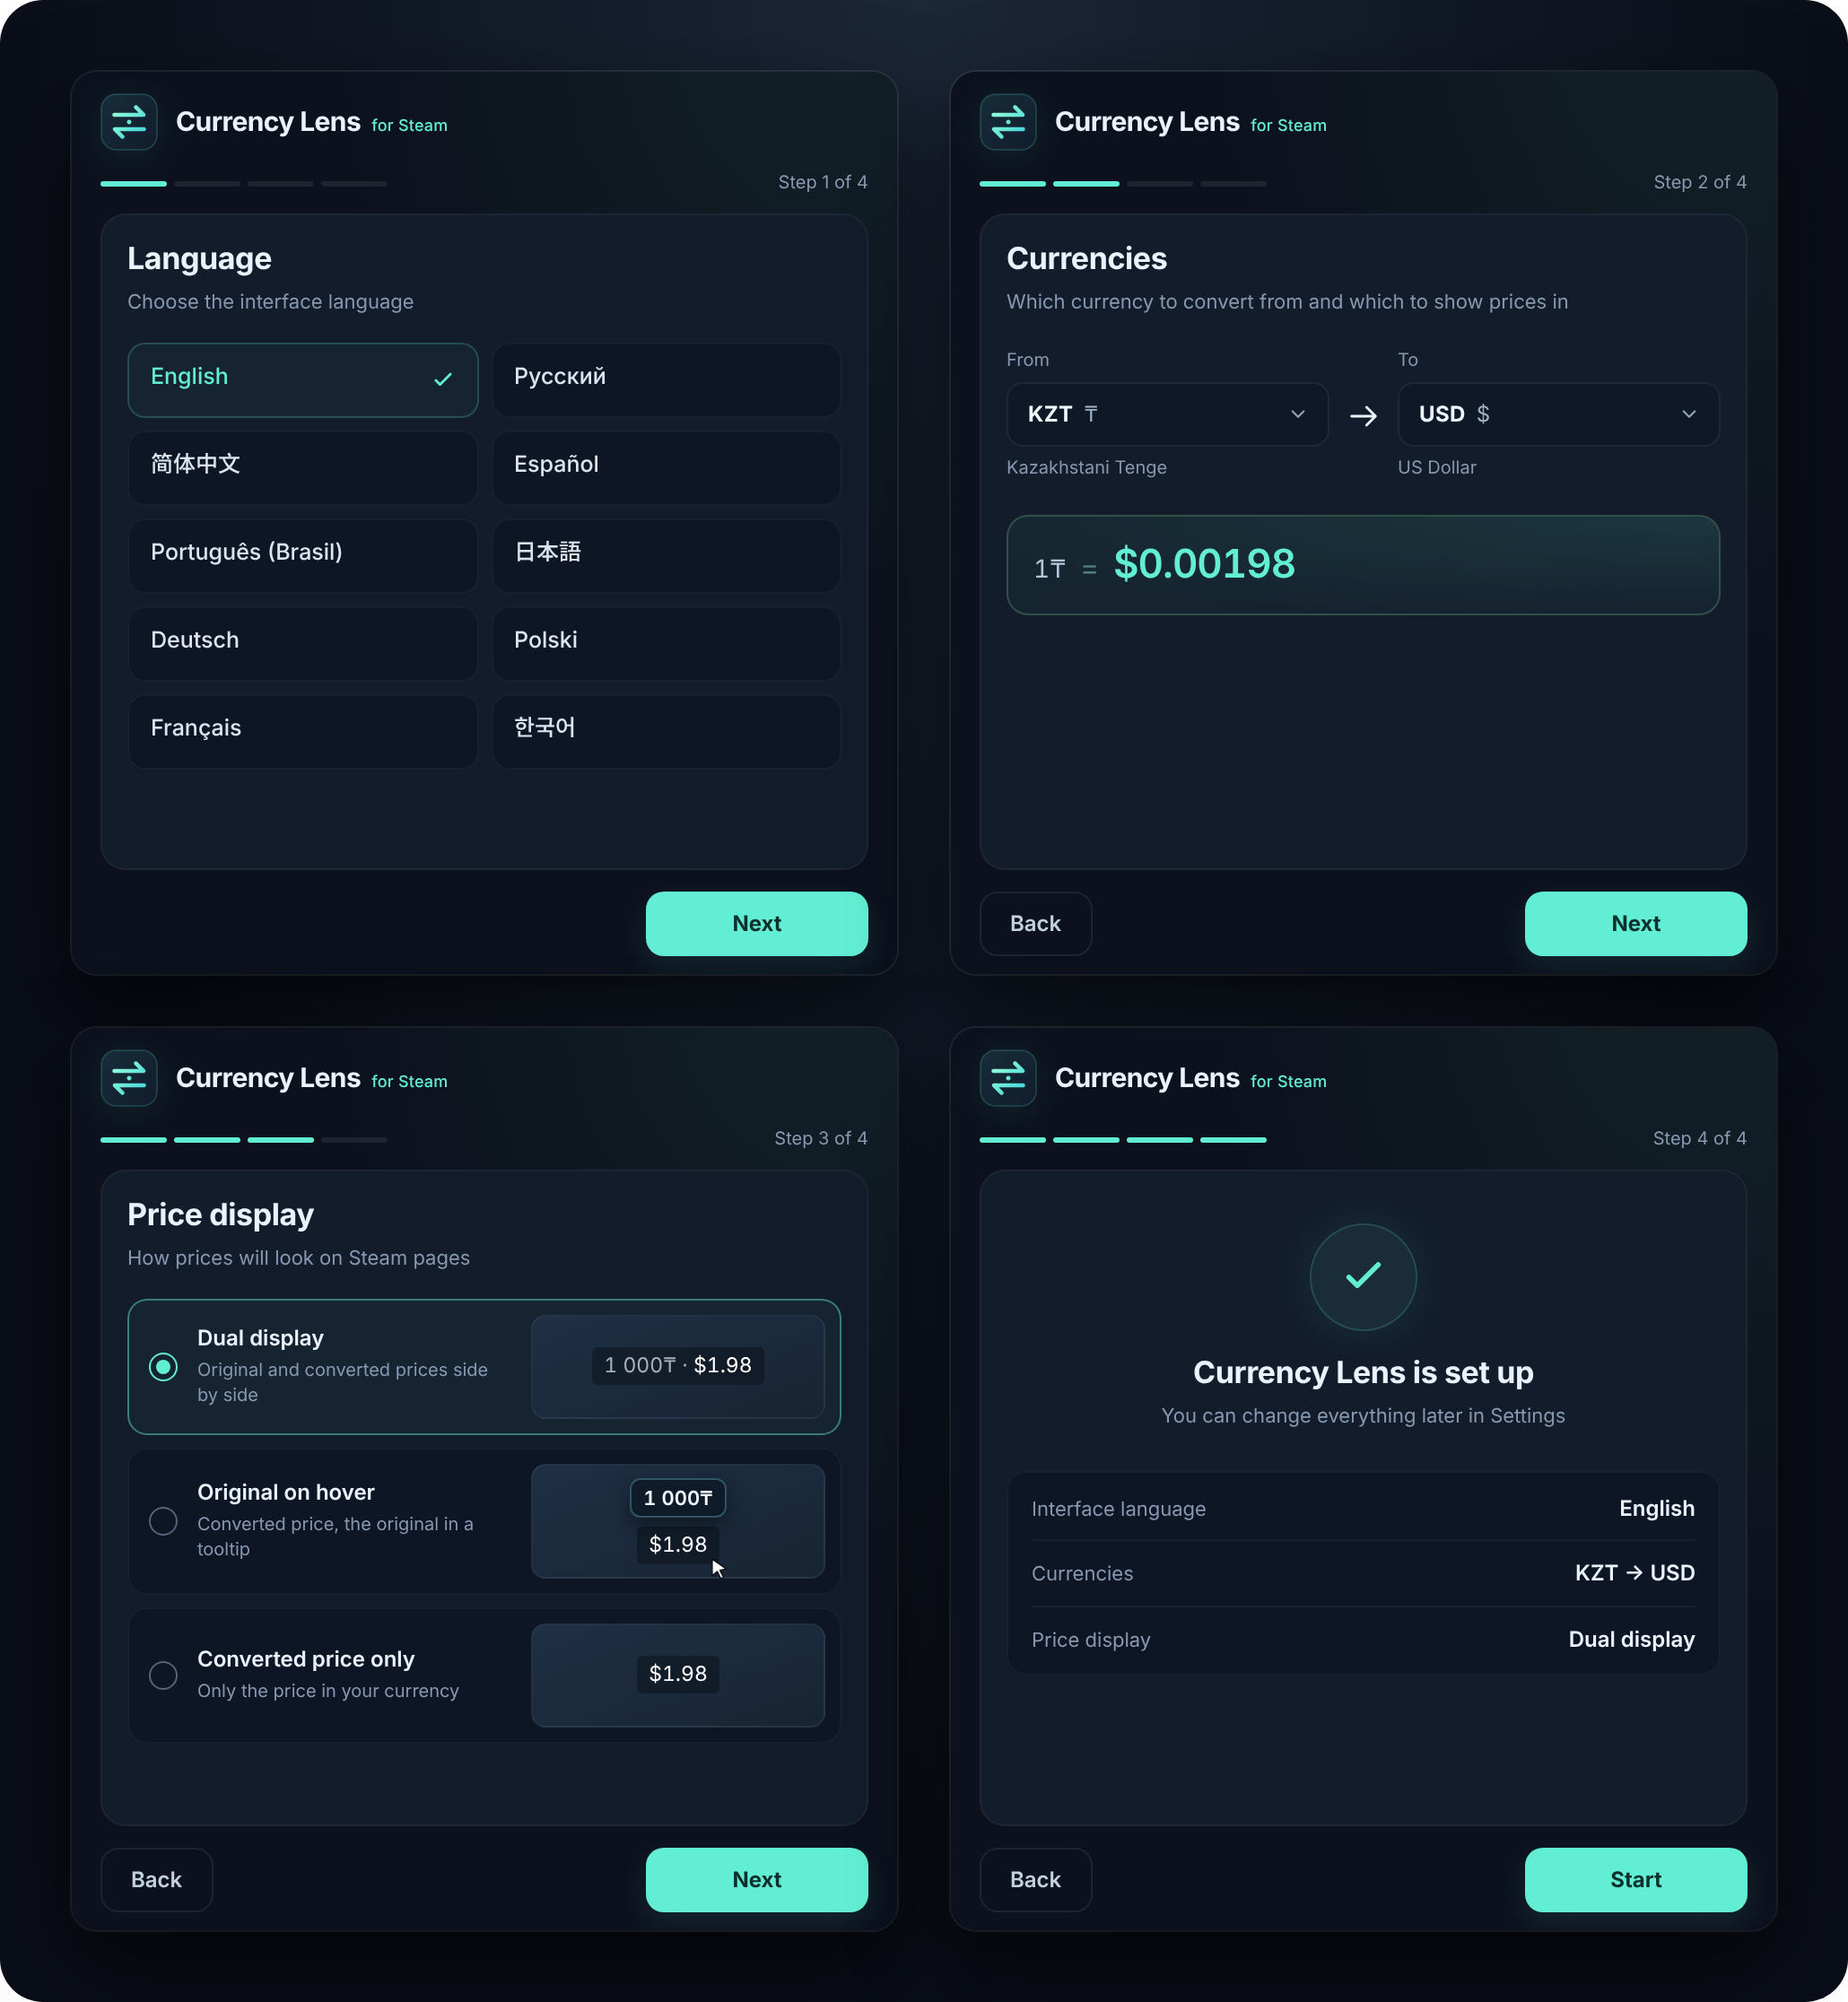 Currency Lens for Steam
Step 1 of 4
Language
Choose the interface language
English
Русский
简体中文
Español
Português (Brasil)
日本語
Deutsch
Polski
Français
한국어
Next
Currency Lens for Steam
Step 2 of 4
Currencies
Which currency to convert from and which to show prices in
From
To
KZT ₸
→
USD $
Kazakhstani Tenge
US Dollar
1₸ = $0.00198
Back
Next
Currency Lens for Steam
Step 3 of 4
Price display
How prices will look on Steam pages
Dual display
Original and converted prices side
by side
1 000₸ · $1.98
Original on hover
Converted price, the original in a
tooltip
1 000₸
$1.98
Converted price only
Only the price in your currency
$1.98
Back
Next
Currency Lens for Steam
Step 4 of 4
Currency Lens is set up
You can change everything later in Settings
Interface language
English
Currencies
KZT → USD
Price display
Dual display
Back
Start